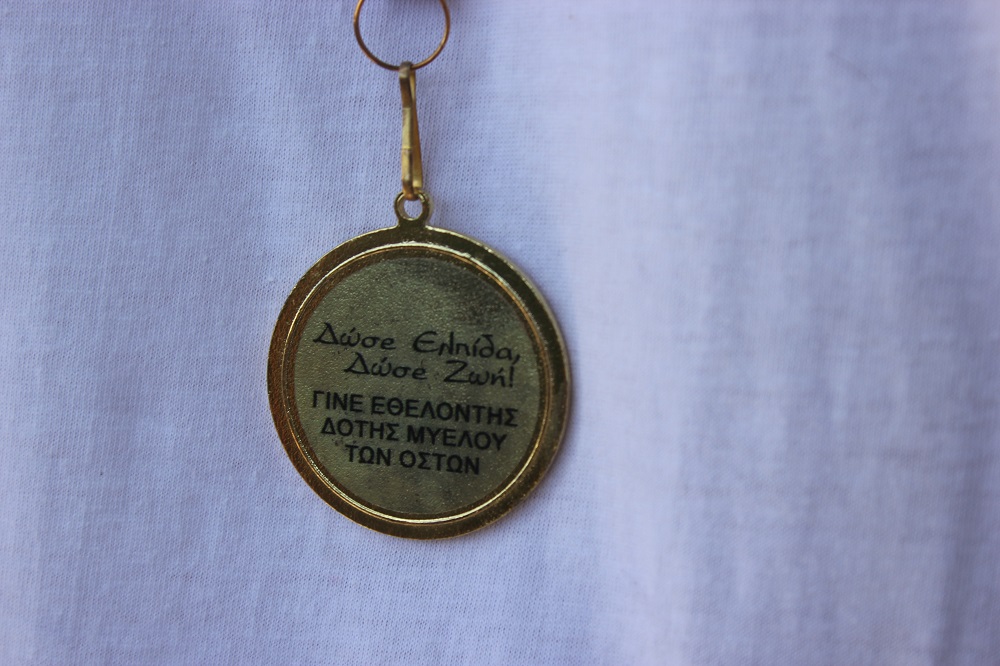 Δώσε Ελπίδα,
Δώσε Ζωή!
ΓΙΝΕ ΕΘΕΛΟΝΤΗΣ
ΔΟΤΗΣ ΜΥΕΛΟΥ
ΤΩΝ ΟΣΤΩΝ